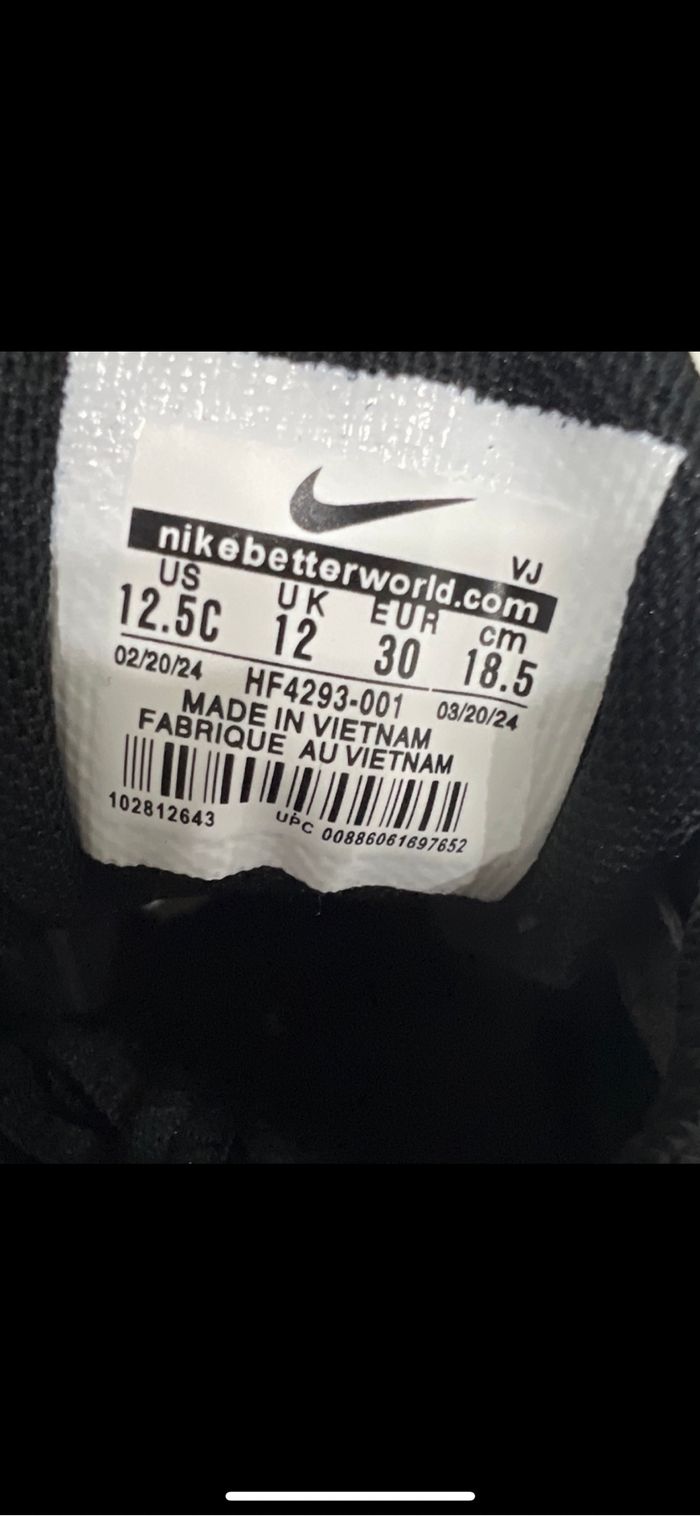 nikebetterworld.com
VJ
US UK EUR cm
12.5C 12 30 18.5
02/20/24 HF4293-001 03/20/24
MADE IN VIETNAM
FABRIQUE AU VIETNAM
102812643 UPC 00886061697652